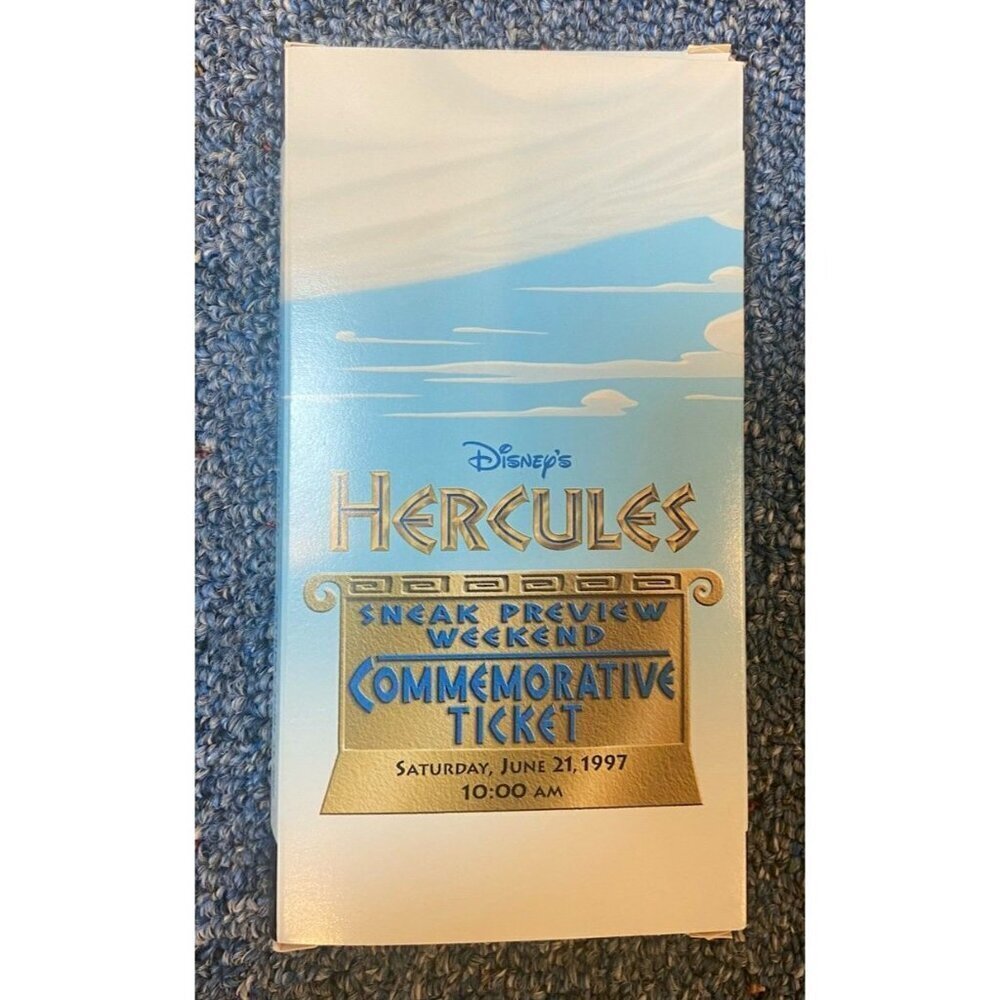 Disney's
HERCULES
SNEAK PREVIEW
WEEKEND
COMMEMORATIVE
TICKET
SATURDAY, JUNE 21, 1997
10:00 AM